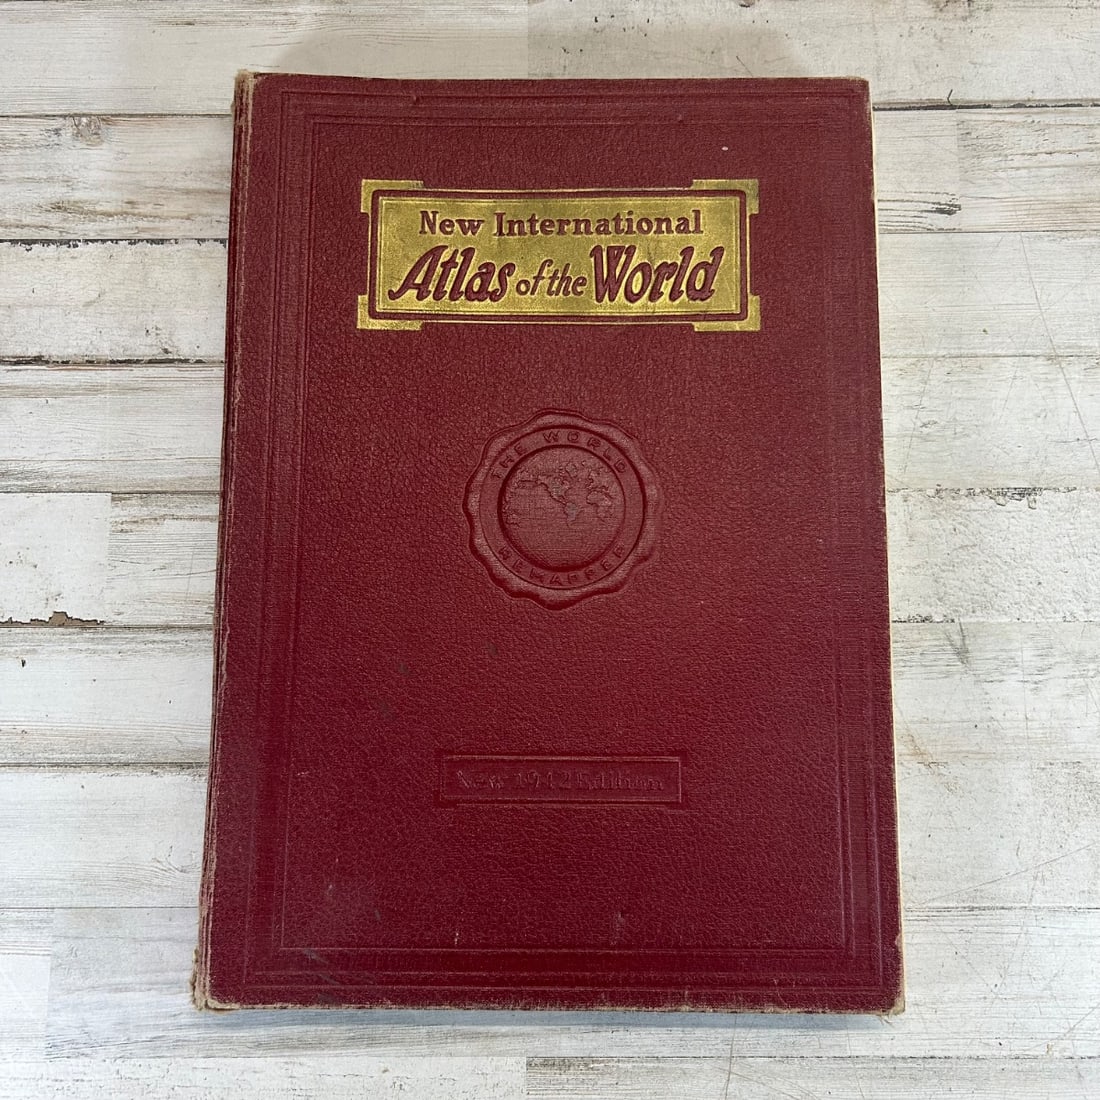 New International
Atlas of the World
THE WORLD
REMAPPED
New 1942 Edition